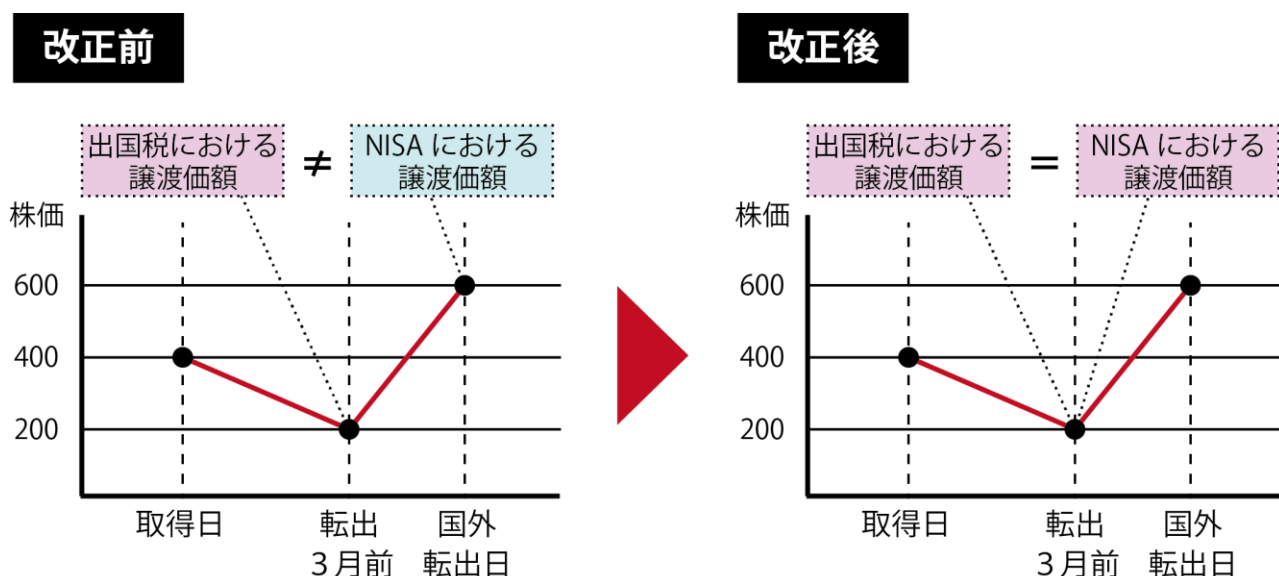 改正前
出国税における
譲渡価額
≠
NISA における
譲渡価額
株価
600
400
200
取得日
転出
３月前
国外
転出日
改正後
出国税における
譲渡価額
=
NISA における
譲渡価額
株価
600
400
200
取得日
転出
３月前
国外
転出日